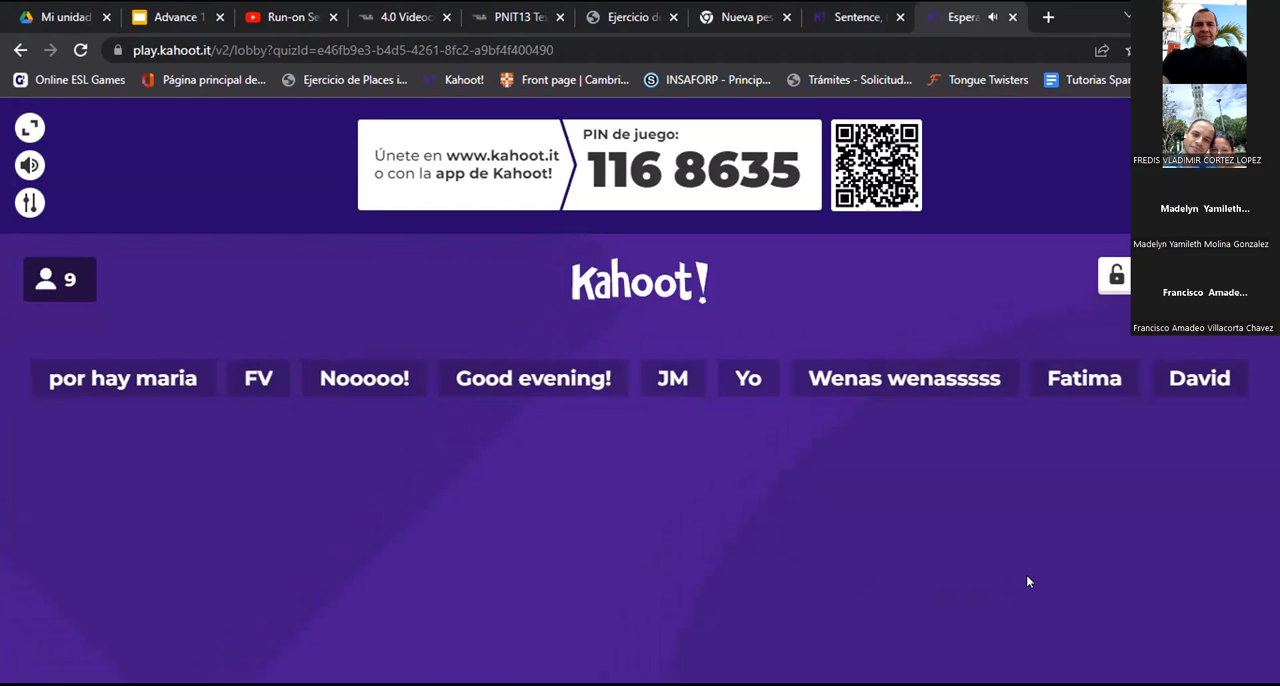 Mi unidad
Advance 1
Run-on Se
4.0 Videoc
PNIT13 Te
Ejercicio d
Nueva pes
Sentence,
Espera
play.kahoot.it/v2/lobby?quizId=e46fb9e3-b4d5-4261-8fc2-a9bf4f400490
Online ESL Games
Página principal de...
Ejercicio de Places i...
Kahoot!
Front page | Cambri...
INSAFORP - Princip...
Trámites - Solicitud...
Tongue Twisters
Tutorias Spar
Únete en www.kahoot.it
o con la app de Kahoot!
PIN de juego:
116 8635
FREDIS VLADIMIR CORTEZ LOPEZ
Madelyn Yamileth...
Madelyn Yamileth Molina Gonzalez
Francisco Amade...
Francisco Amadeo Villacorta Chavez
9
Kahoot!
por hay maria
FV
Nooooo!
Good evening!
JM
Yo
Wenas wenasssss
Fatima
David